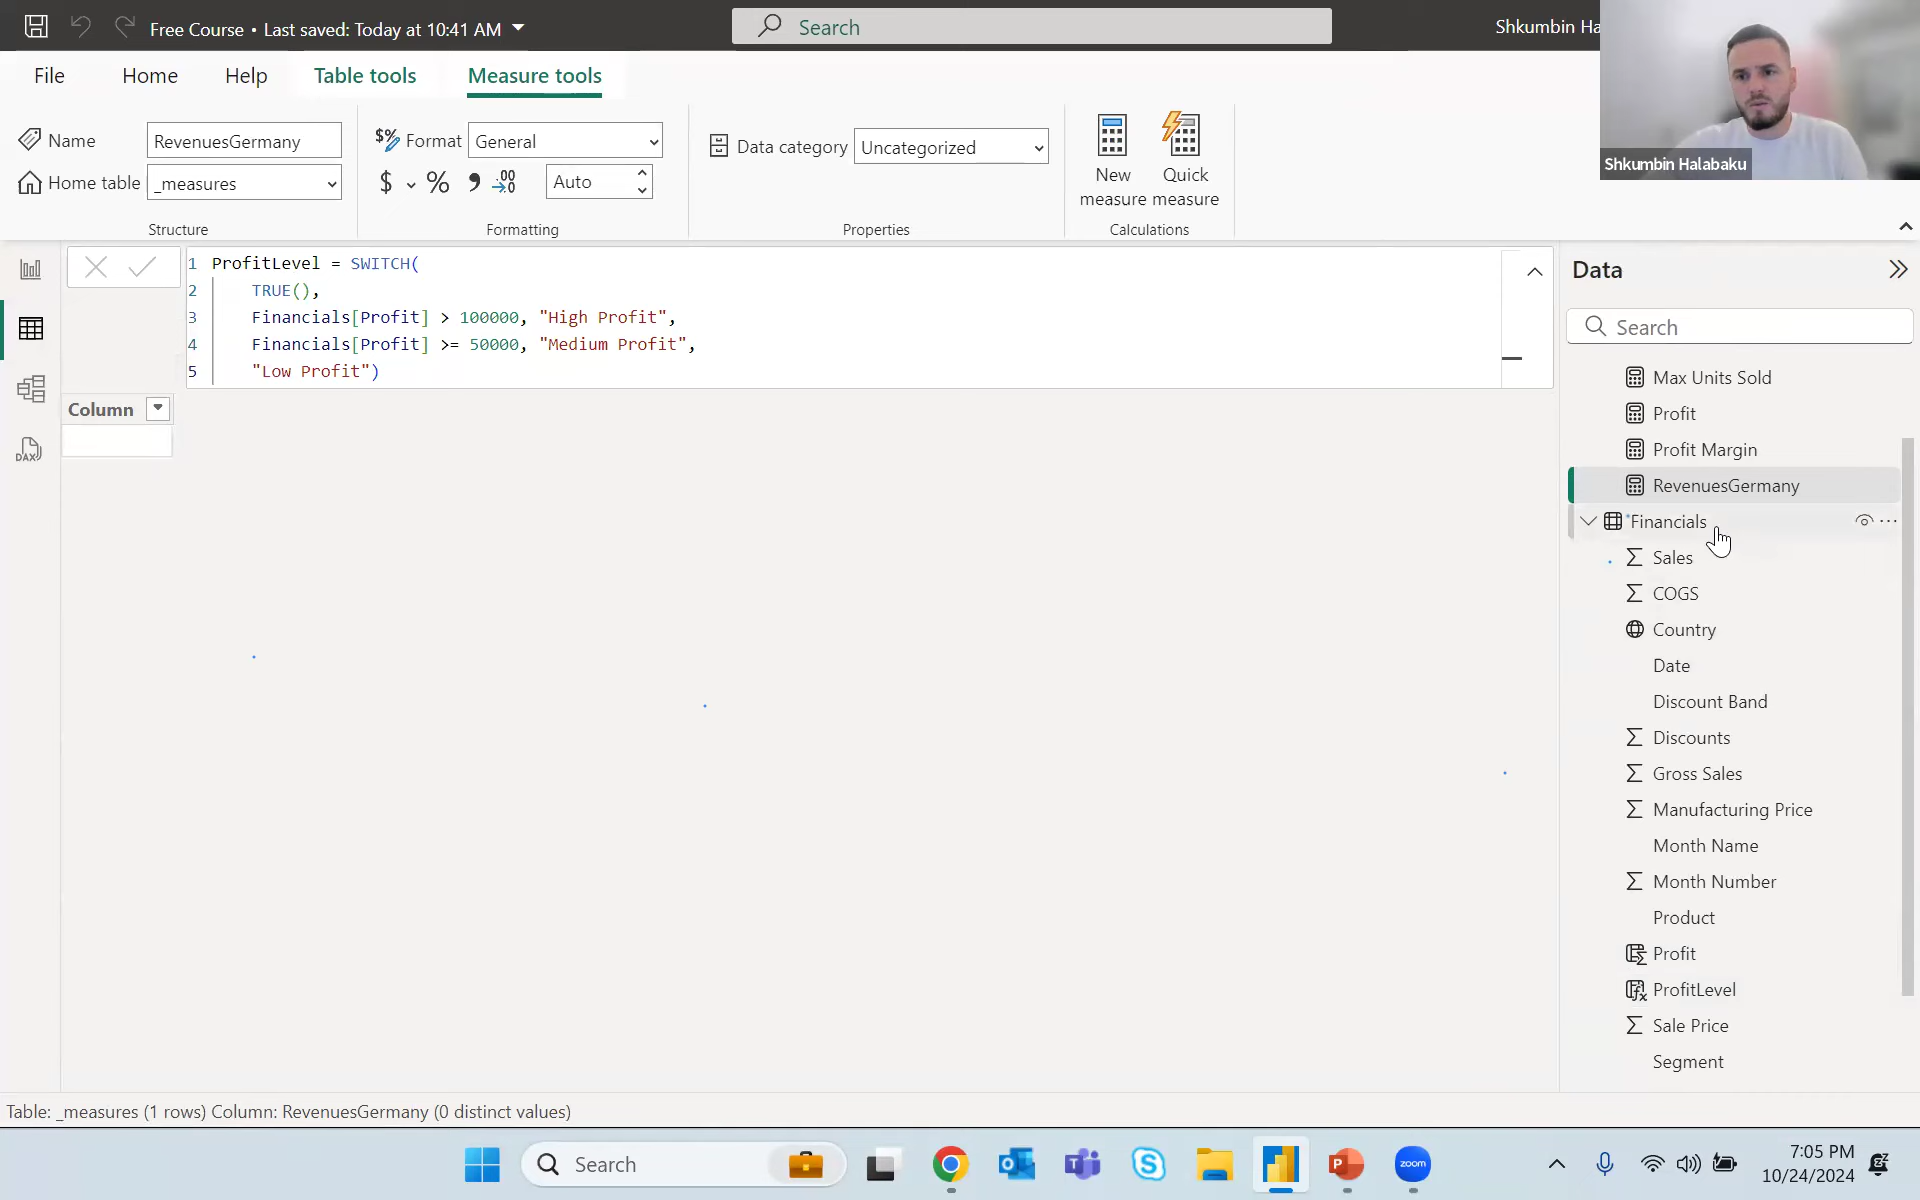 Free Course • Last saved: Today at 10:41 AM
Search
Shkumbin Ha
File
Home
Help
Table tools
Measure tools
Name
RevenuesGermany
Home table
_measures
Structure
Format
General
$
%
Auto
Formatting
Data category
Uncategorized
Properties
New
measure
Quick
measure
Calculations
Shkumbin Halabaku
1 ProfitLevel = SWITCH(
2 TRUE(),
3 Financials[Profit] > 100000, "High Profit",
4 Financials[Profit] >= 50000, "Medium Profit",
5 "Low Profit")
Column
DAX
Data
Search
Max Units Sold
Profit
Profit Margin
RevenuesGermany
Financials
Sales
COGS
Country
Date
Discount Band
Discounts
Gross Sales
Manufacturing Price
Month Name
Month Number
Product
Profit
ProfitLevel
Sale Price
Segment
Table: _measures (1 rows) Column: RevenuesGermany (0 distinct values)
Search
zoom
7:05 PM
10/24/2024